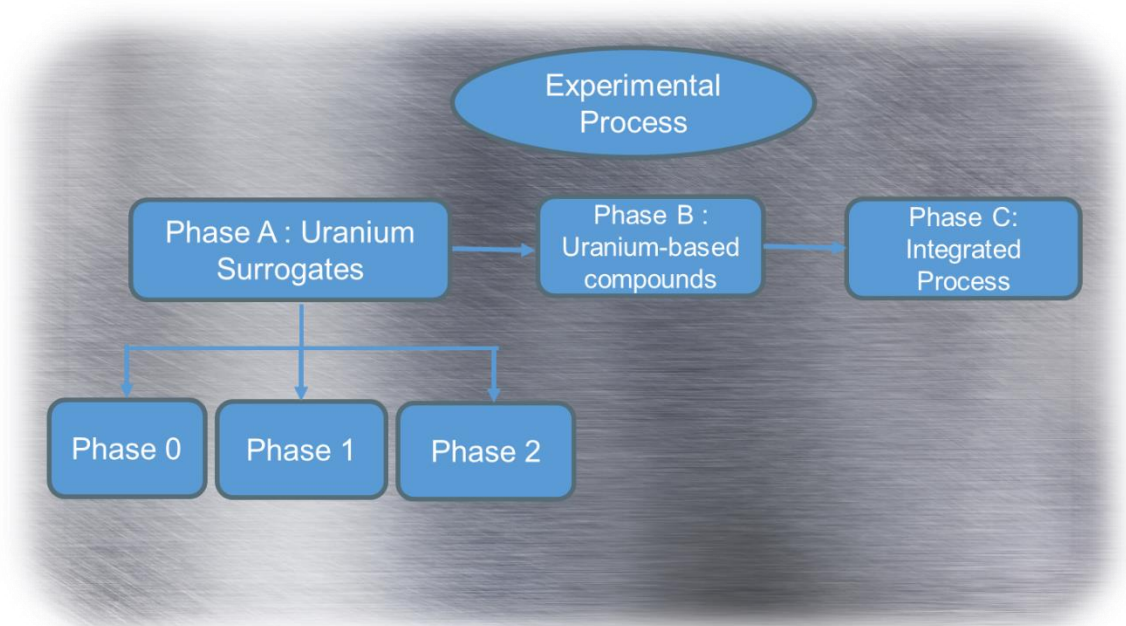 Experimental
Process
Phase A : Uranium
Surrogates
Phase B :
Uranium-based
compounds
Phase C:
Integrated
Process
Phase 0
Phase 1
Phase 2